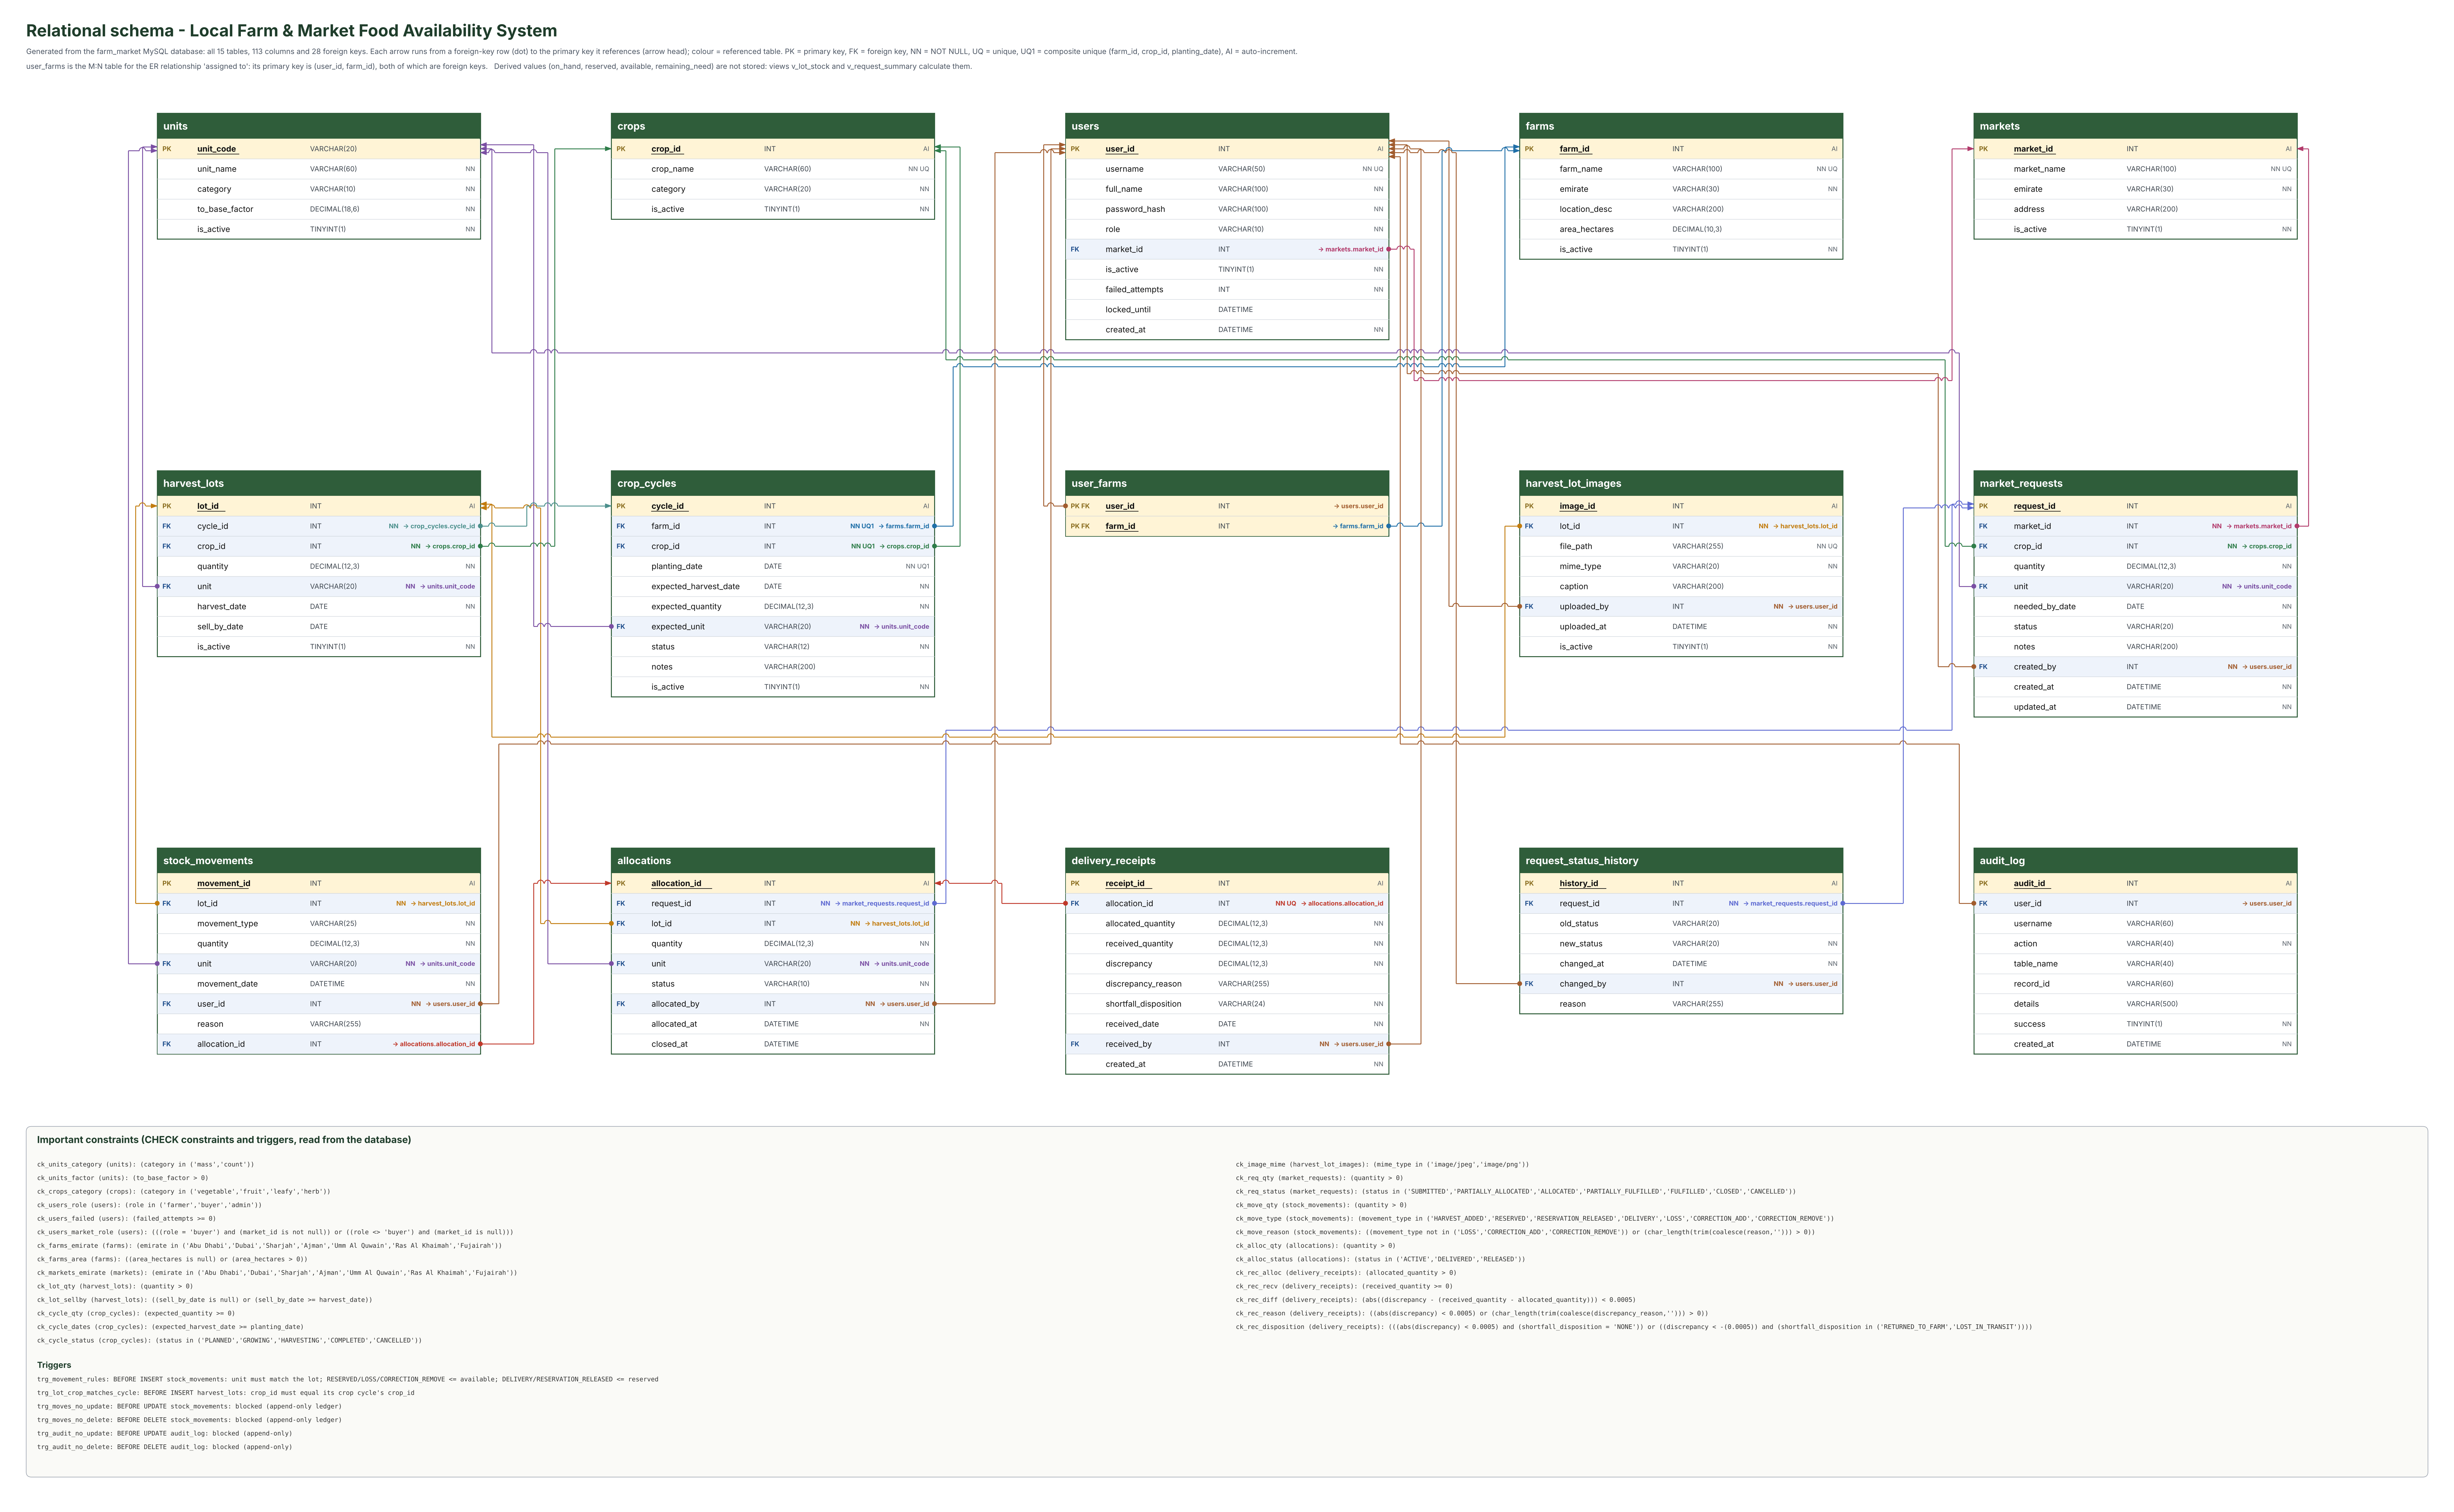 Relational schema - Local Farm & Market Food Availability System
Generated from the farm_market MySQL database: all 15 tables, 113 columns and 28 foreign keys. Each arrow runs from a foreign-key row (dot) to the primary key it references (arrow head); colour = referenced table. PK = primary key, FK = foreign key, NN = NOT NULL, UQ = unique, UQ1 = composite unique (farm_id, crop_id, planting_date), AI = auto-increment.
user_farms is the M:N table for the ER relationship 'assigned to': its primary key is (user_id, farm_id), both of which are foreign keys. Derived values (on_hand, reserved, available, remaining_need) are not stored: views v_lot_stock and v_request_summary calculate them.
units
PK unit_code VARCHAR(20)
unit_name VARCHAR(60) NN
category VARCHAR(10) NN
to_base_factor DECIMAL(18,6) NN
is_active TINYINT(1) NN
crops
PK crop_id INT AI
crop_name VARCHAR(60) NN UQ
category VARCHAR(20) NN
is_active TINYINT(1) NN
users
PK user_id INT AI
username VARCHAR(50) NN UQ
full_name VARCHAR(100) NN
password_hash VARCHAR(100) NN
role VARCHAR(10) NN
FK market_id INT → markets.market_id
is_active TINYINT(1) NN
failed_attempts INT NN
locked_until DATETIME
created_at DATETIME NN
farms
PK farm_id INT AI
farm_name VARCHAR(100) NN UQ
emirate VARCHAR(30) NN
location_desc VARCHAR(200)
area_hectares DECIMAL(10,3)
is_active TINYINT(1) NN
markets
PK market_id INT AI
market_name VARCHAR(100) NN UQ
emirate VARCHAR(30) NN
address VARCHAR(200)
is_active TINYINT(1) NN
harvest_lots
PK lot_id INT AI
FK cycle_id INT NN → crop_cycles.cycle_id
FK crop_id INT NN → crops.crop_id
quantity DECIMAL(12,3) NN
FK unit VARCHAR(20) NN → units.unit_code
harvest_date DATE NN
sell_by_date DATE
is_active TINYINT(1) NN
crop_cycles
PK cycle_id INT AI
FK farm_id INT NN UQ1 → farms.farm_id
FK crop_id INT NN UQ1 → crops.crop_id
planting_date DATE NN UQ1
expected_harvest_date DATE NN
expected_quantity DECIMAL(12,3) NN
FK expected_unit VARCHAR(20) NN → units.unit_code
status VARCHAR(12) NN
notes VARCHAR(200)
is_active TINYINT(1) NN
user_farms
PK FK user_id INT → users.user_id
PK FK farm_id INT → farms.farm_id
harvest_lot_images
PK image_id INT AI
FK lot_id INT NN → harvest_lots.lot_id
file_path VARCHAR(255) NN UQ
mime_type VARCHAR(20) NN
caption VARCHAR(200)
FK uploaded_by INT NN → users.user_id
uploaded_at DATETIME NN
is_active TINYINT(1) NN
market_requests
PK request_id INT AI
FK market_id INT NN → markets.market_id
FK crop_id INT NN → crops.crop_id
quantity DECIMAL(12,3) NN
FK unit VARCHAR(20) NN → units.unit_code
needed_by_date DATE NN
status VARCHAR(20) NN
notes VARCHAR(200)
FK created_by INT NN → users.user_id
created_at DATETIME NN
updated_at DATETIME NN
stock_movements
PK movement_id INT AI
FK lot_id INT NN → harvest_lots.lot_id
movement_type VARCHAR(25) NN
quantity DECIMAL(12,3) NN
FK unit VARCHAR(20) NN → units.unit_code
movement_date DATETIME NN
FK user_id INT NN → users.user_id
reason VARCHAR(255)
FK allocation_id INT → allocations.allocation_id
allocations
PK allocation_id INT AI
FK request_id INT NN → market_requests.request_id
FK lot_id INT NN → harvest_lots.lot_id
quantity DECIMAL(12,3) NN
FK unit VARCHAR(20) NN → units.unit_code
status VARCHAR(10) NN
FK allocated_by INT NN → users.user_id
allocated_at DATETIME NN
closed_at DATETIME
delivery_receipts
PK receipt_id INT AI
FK allocation_id INT NN UQ → allocations.allocation_id
allocated_quantity DECIMAL(12,3) NN
received_quantity DECIMAL(12,3) NN
discrepancy DECIMAL(12,3) NN
discrepancy_reason VARCHAR(255)
shortfall_disposition VARCHAR(24) NN
received_date DATE NN
FK received_by INT NN → users.user_id
created_at DATETIME NN
request_status_history
PK history_id INT AI
FK request_id INT NN → market_requests.request_id
old_status VARCHAR(20)
new_status VARCHAR(20) NN
changed_at DATETIME NN
FK changed_by INT NN → users.user_id
reason VARCHAR(255)
audit_log
PK audit_id INT AI
FK user_id INT → users.user_id
username VARCHAR(60)
action VARCHAR(40) NN
table_name VARCHAR(40)
record_id VARCHAR(60)
details VARCHAR(500)
success TINYINT(1) NN
created_at DATETIME NN
Important constraints (CHECK constraints and triggers, read from the database)
ck_units_category (units): (category in ('mass','count'))
ck_units_factor (units): (to_base_factor > 0)
ck_crops_category (crops): (category in ('vegetable','fruit','leafy','herb'))
ck_users_role (users): (role in ('farmer','buyer','admin'))
ck_users_failed (users): (failed_attempts >= 0)
ck_users_market_role (users): (((role = 'buyer') and (market_id is not null)) or ((role <> 'buyer') and (market_id is null)))
ck_farms_emirate (farms): (emirate in ('Abu Dhabi','Dubai','Sharjah','Ajman','Umm Al Quwain','Ras Al Khaimah','Fujairah'))
ck_farms_area (farms): ((area_hectares is null) or (area_hectares > 0))
ck_markets_emirate (markets): (emirate in ('Abu Dhabi','Dubai','Sharjah','Ajman','Umm Al Quwain','Ras Al Khaimah','Fujairah'))
ck_lot_qty (harvest_lots): (quantity > 0)
ck_lot_sellby (harvest_lots): ((sell_by_date is null) or (sell_by_date >= harvest_date))
ck_cycle_qty (crop_cycles): (expected_quantity >= 0)
ck_cycle_dates (crop_cycles): (expected_harvest_date >= planting_date)
ck_cycle_status (crop_cycles): (status in ('PLANNED','GROWING','HARVESTING','COMPLETED','CANCELLED'))
ck_image_mime (harvest_lot_images): (mime_type in ('image/jpeg','image/png'))
ck_req_qty (market_requests): (quantity > 0)
ck_req_status (market_requests): (status in ('SUBMITTED','PARTIALLY_ALLOCATED','ALLOCATED','PARTIALLY_FULFILLED','FULFILLED','CLOSED','CANCELLED'))
ck_move_qty (stock_movements): (quantity > 0)
ck_move_type (stock_movements): (movement_type in ('HARVEST_ADDED','RESERVED','RESERVATION_RELEASED','DELIVERY','LOSS','CORRECTION_ADD','CORRECTION_REMOVE'))
ck_move_reason (stock_movements): ((movement_type not in ('LOSS','CORRECTION_ADD','CORRECTION_REMOVE')) or (char_length(trim(coalesce(reason,''))) > 0))
ck_alloc_qty (allocations): (quantity > 0)
ck_alloc_status (allocations): (status in ('ACTIVE','DELIVERED','RELEASED'))
ck_rec_alloc (delivery_receipts): (allocated_quantity > 0)
ck_rec_recv (delivery_receipts): (received_quantity >= 0)
ck_rec_diff (delivery_receipts): (abs((discrepancy - (received_quantity - allocated_quantity))) < 0.0005)
ck_rec_reason (delivery_receipts): ((abs(discrepancy) < 0.0005) or (char_length(trim(coalesce(discrepancy_reason,''))) > 0))
ck_rec_disposition (delivery_receipts): (((abs(discrepancy) < 0.0005) and (shortfall_disposition = 'NONE')) or ((discrepancy < -(0.0005)) and (shortfall_disposition in ('RETURNED_TO_FARM','LOST_IN_TRANSIT'))))
Triggers
trg_movement_rules: BEFORE INSERT stock_movements: unit must match the lot; RESERVED/LOSS/CORRECTION_REMOVE <= available; DELIVERY/RESERVATION_RELEASED <= reserved
trg_lot_crop_matches_cycle: BEFORE INSERT harvest_lots: crop_id must equal its crop cycle's crop_id
trg_moves_no_update: BEFORE UPDATE stock_movements: blocked (append-only ledger)
trg_moves_no_delete: BEFORE DELETE stock_movements: blocked (append-only ledger)
trg_audit_no_update: BEFORE UPDATE audit_log: blocked (append-only)
trg_audit_no_delete: BEFORE DELETE audit_log: blocked (append-only)